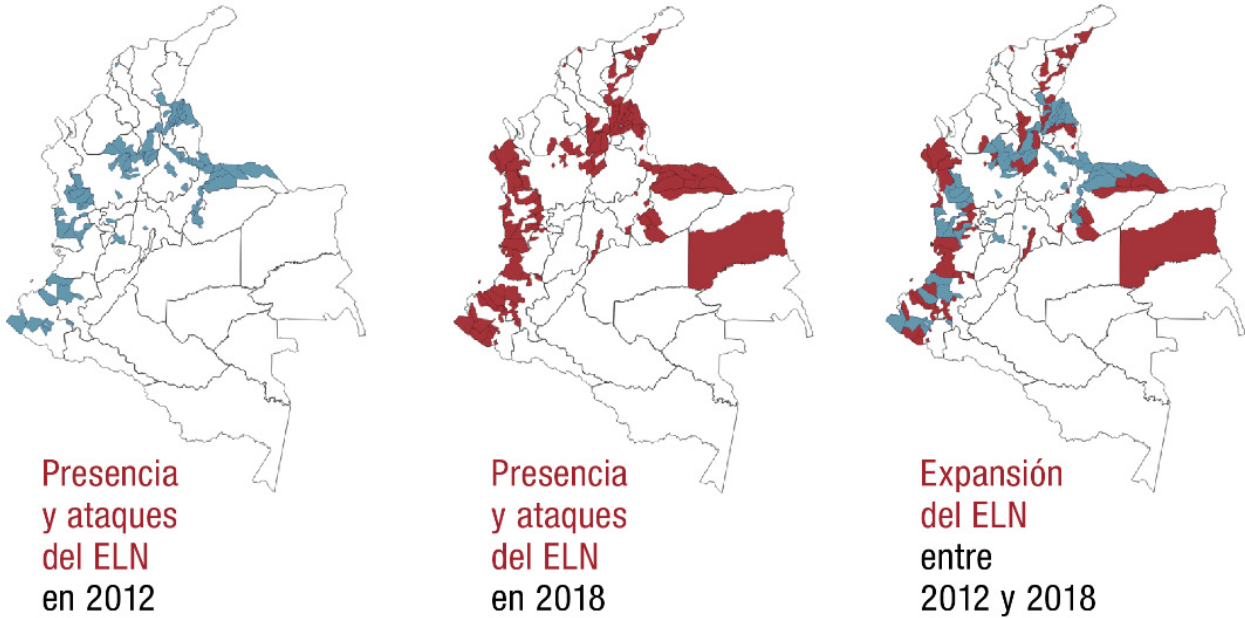 Presencia
y ataques
del ELN
en 2012
Presencia
y ataques
del ELN
en 2018
Expansión
del ELN
entre
2012 y 2018